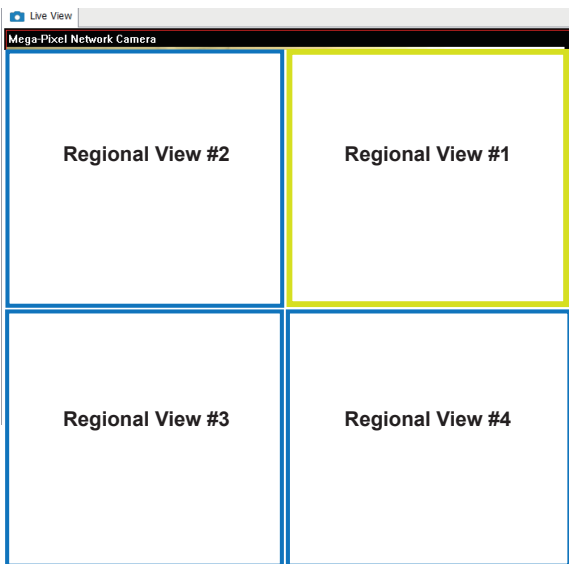 Live View
Mega-Pixel Network Camera
Regional View #2
Regional View #1
Regional View #3
Regional View #4